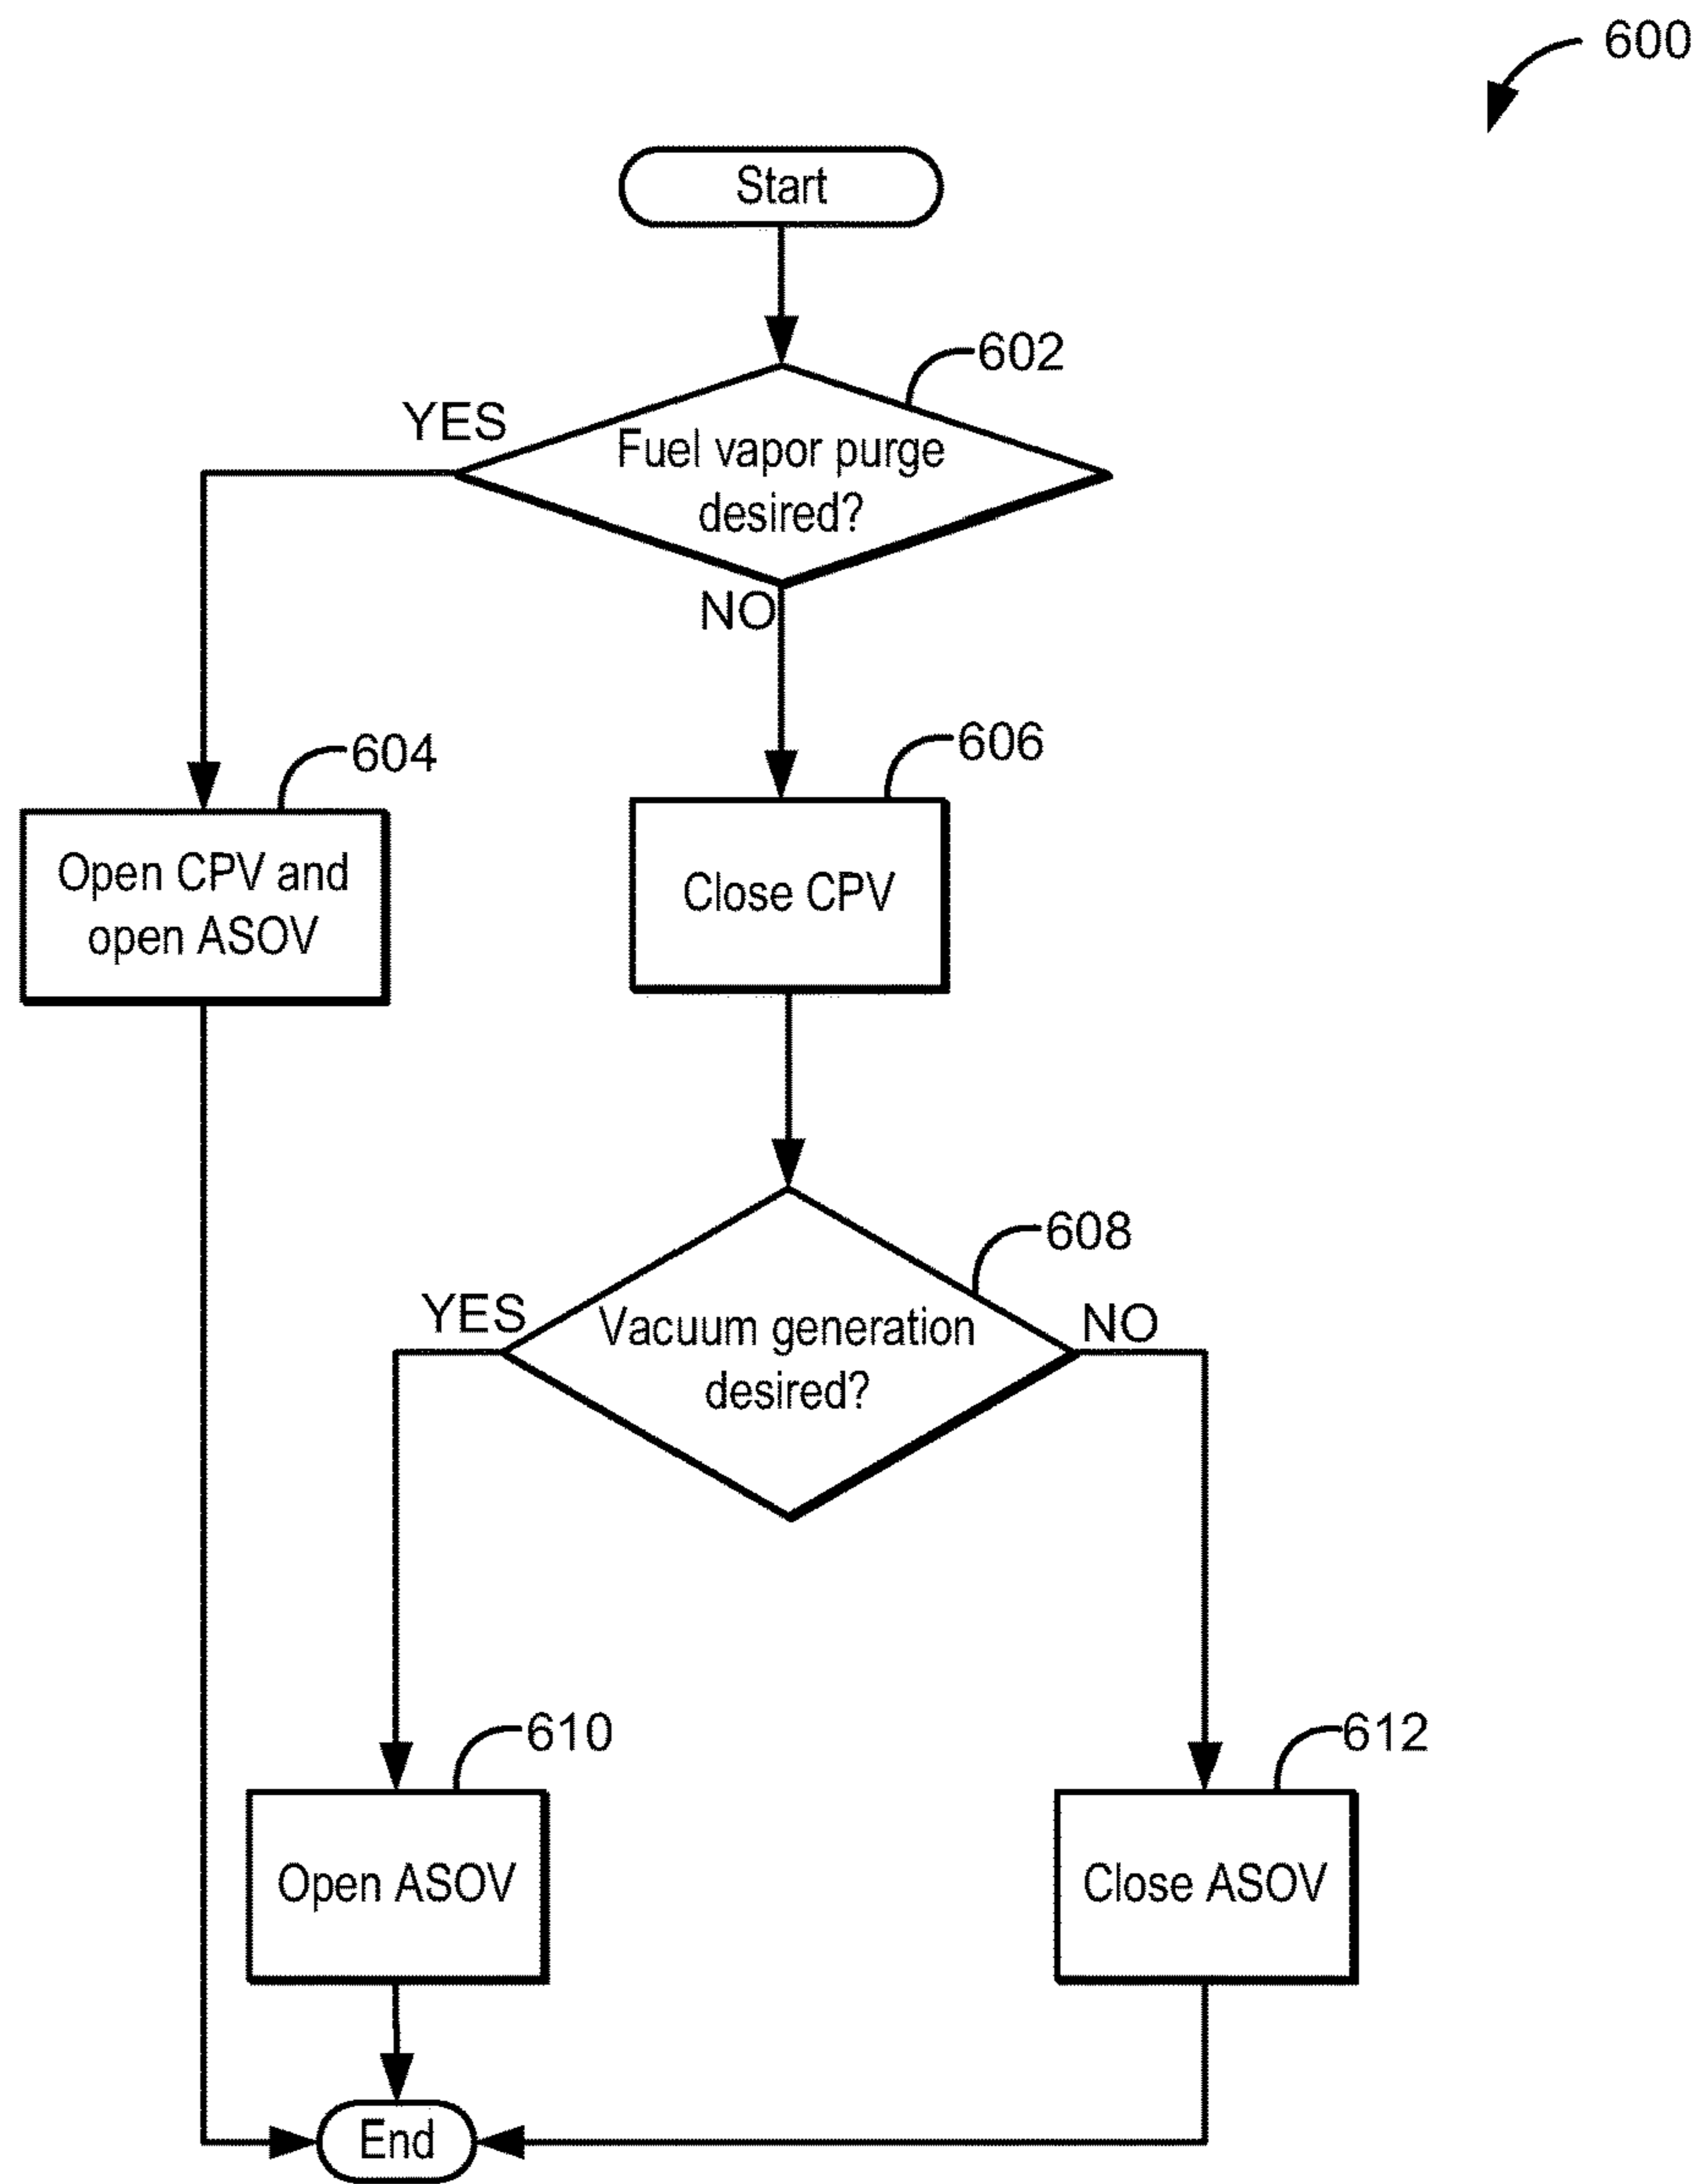 600
Start
602
YES
Fuel vapor purge
desired?
NO
604
606
Open CPV and
open ASOV
Close CPV
608
YES
Vacuum generation
desired?
NO
610
612
Open ASOV
Close ASOV
End